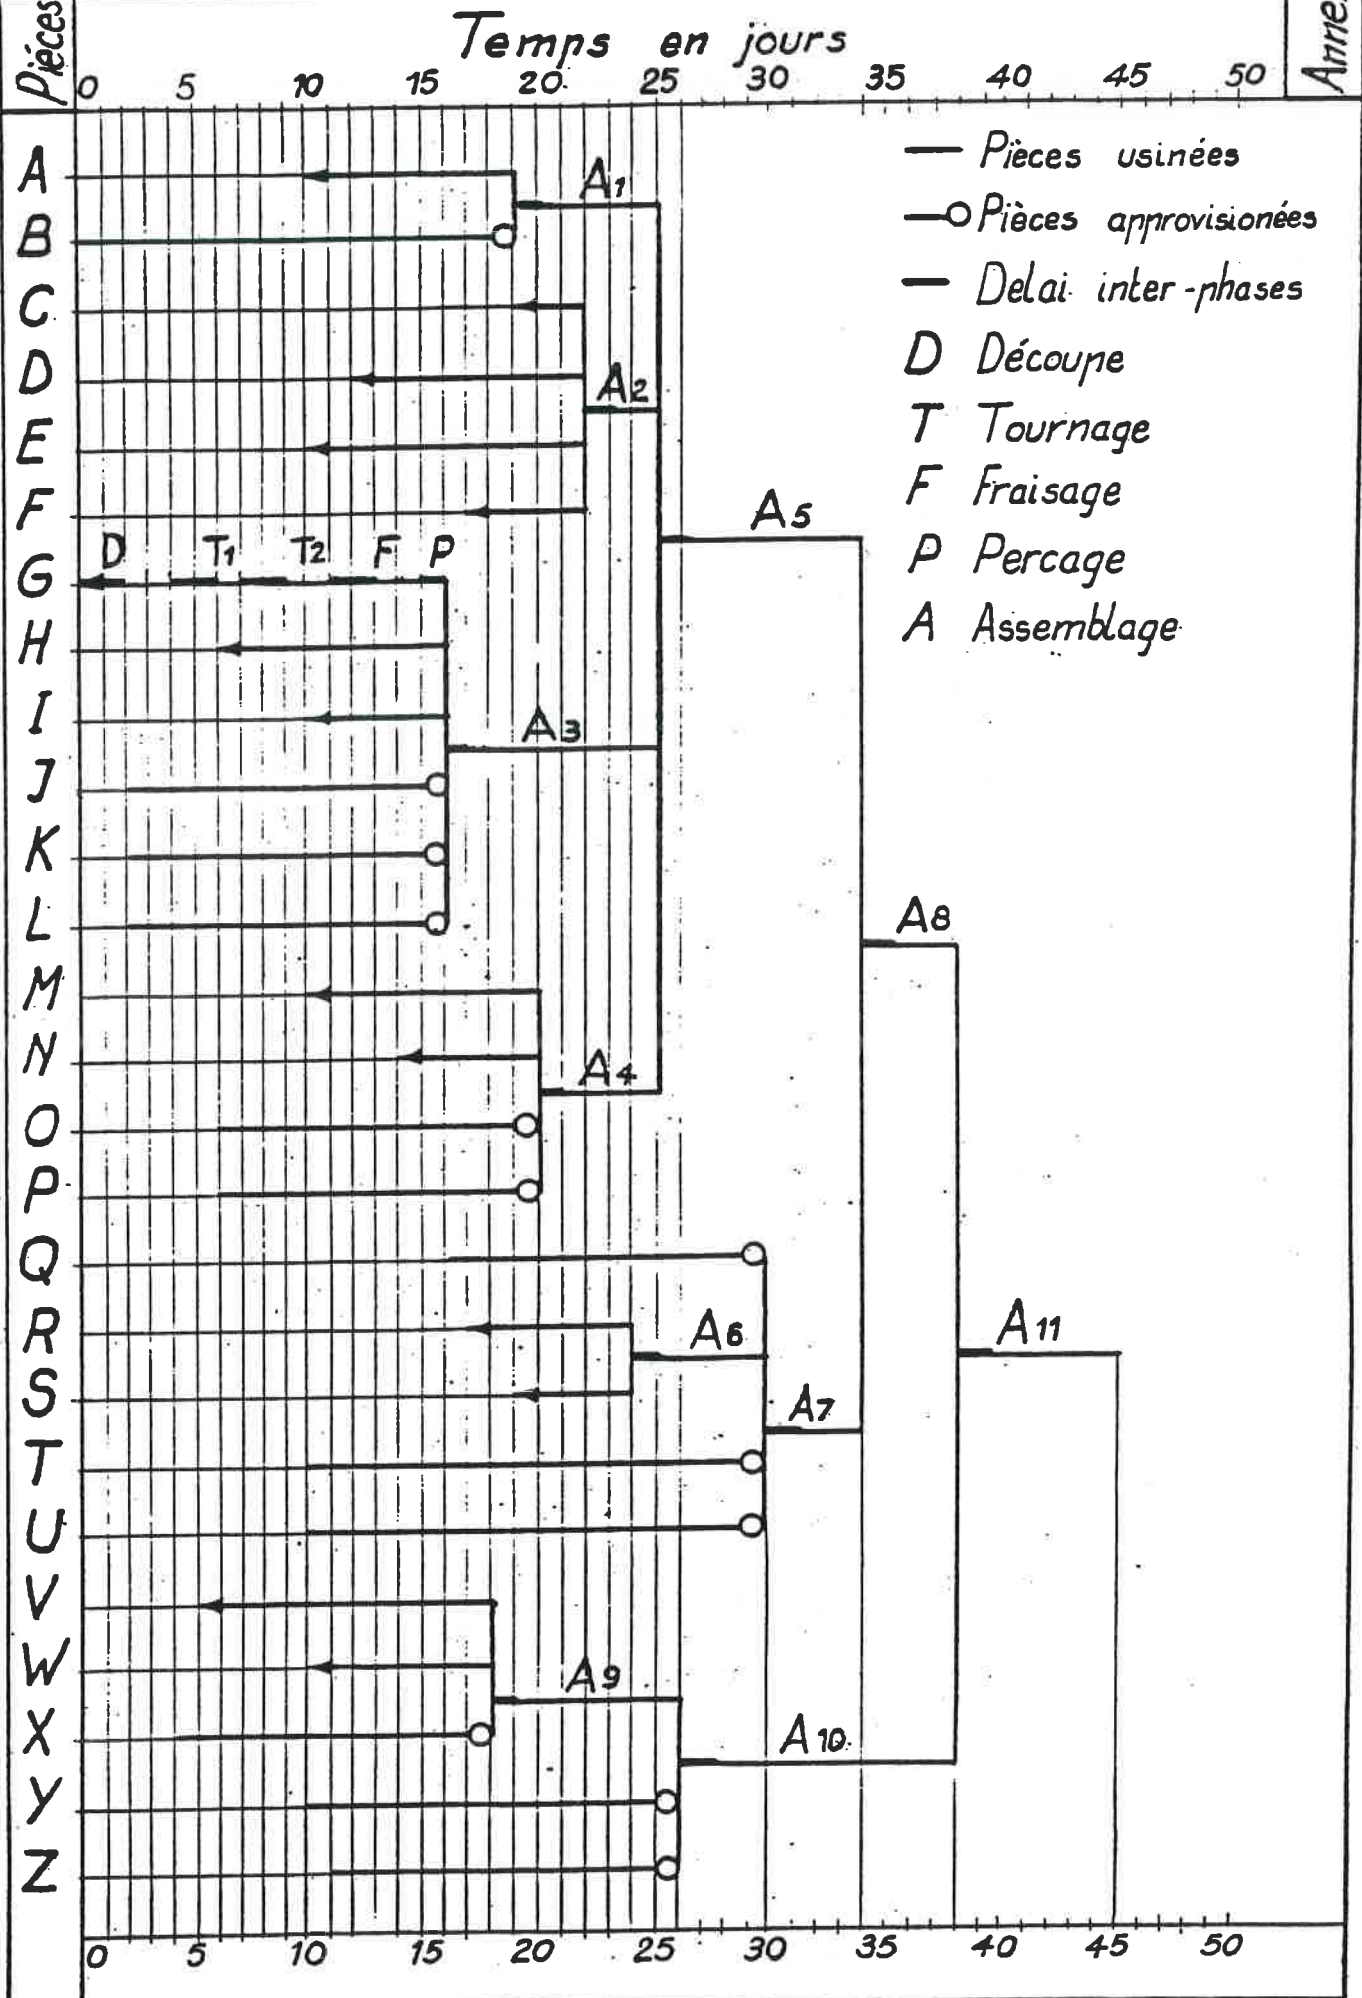 Pièces
Temps en jours
Anne
0 5 10 15 20 25 30 35 40 45 50
A
B
C
D
E
F
G
H
I
J
K
L
M
N
O
P
Q
R
S
T
U
V
W
X
Y
Z
A1
A2
D T1 T2 F P
A3
A4
A5
A6
A7
A8
A9
A10
A11
Pièces usinées
Pièces approvisionées
Delai inter-phases
D Découpe
T Tournage
F Fraisage
P Percage
A Assemblage
0 5 10 15 20 25 30 35 40 45 50